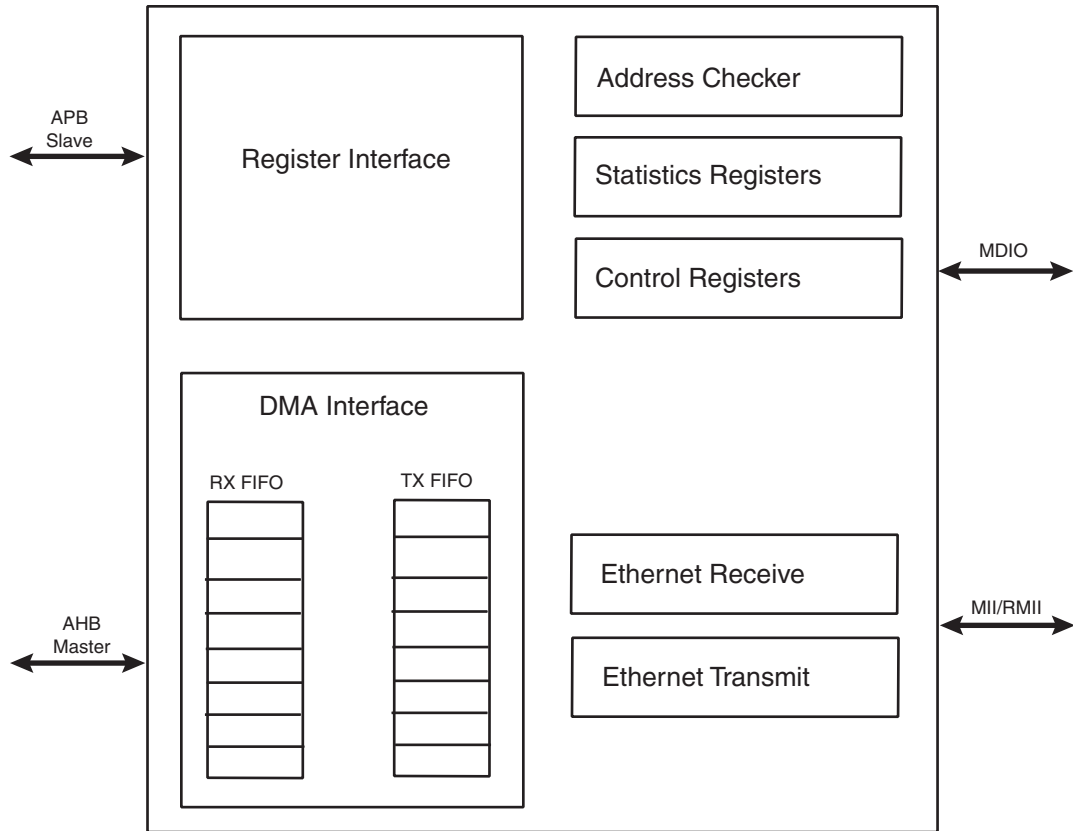 Address Checker
APB
Slave
Register Interface
Statistics Registers
MDIO
Control Registers
DMA Interface
RX FIFO
TX FIFO
Ethernet Receive
MII/RMII
AHB
Master
Ethernet Transmit